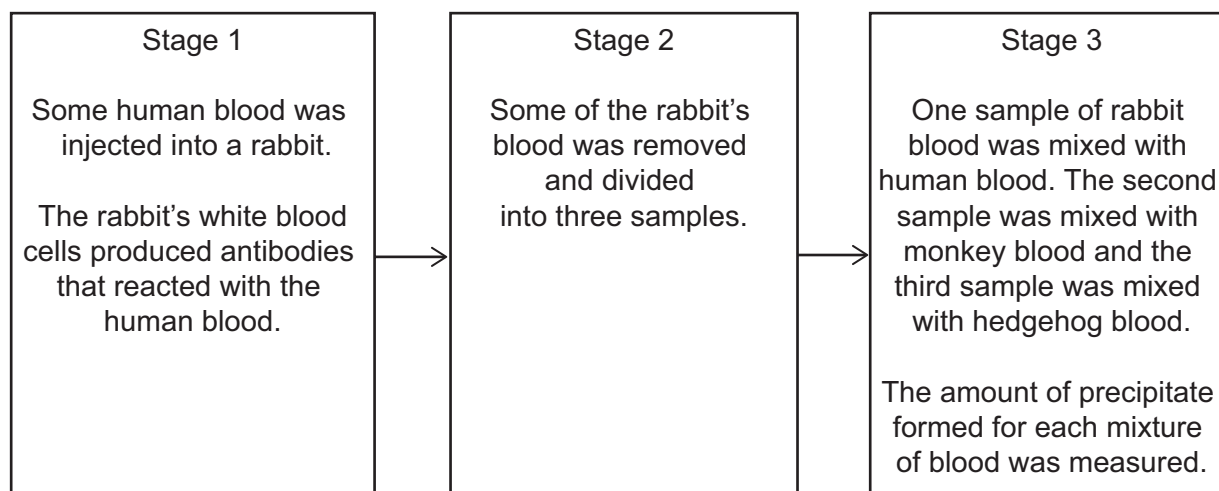 Stage 1
Some human blood was
injected into a rabbit.
The rabbit's white blood
cells produced antibodies
that reacted with the
human blood.
Stage 2
Some of the rabbit's
blood was removed
and divided
into three samples.
Stage 3
One sample of rabbit
blood was mixed with
human blood. The second
sample was mixed with
monkey blood and the
third sample was mixed
with hedgehog blood.
The amount of precipitate
formed for each mixture
of blood was measured.